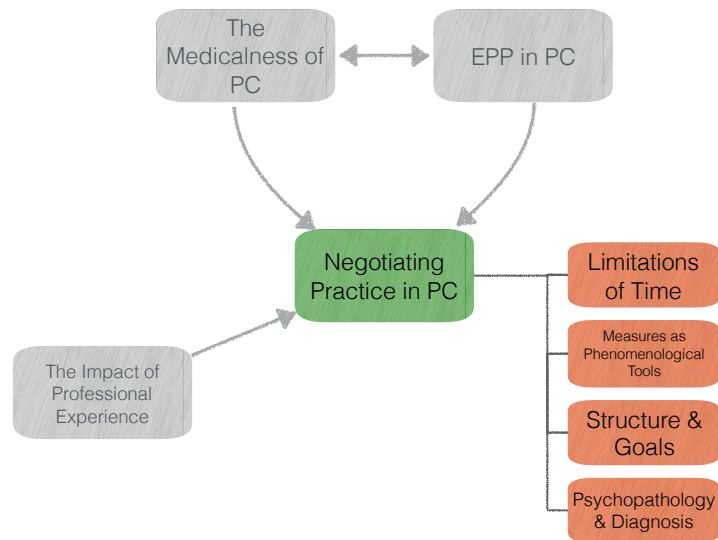 The
Medicalness of
PC
EPP in PC
Negotiating
Practice in PC
Limitations
of Time
Measures as
Phenomenological
Tools
The Impact of
Professional
Experience
Structure &
Goals
Psychopathology
& Diagnosis